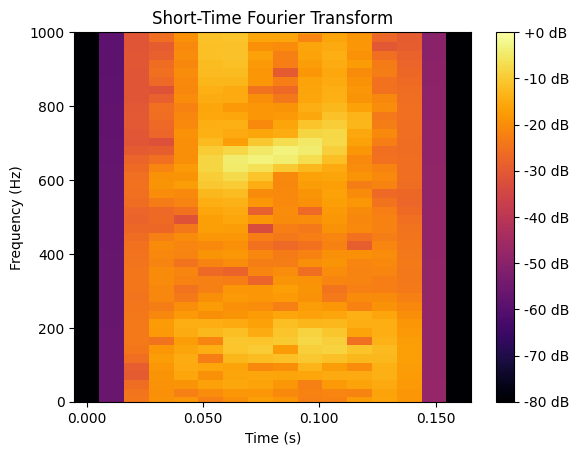 Short-Time Fourier Transform
1000
800
600
400
200
0
Frequency (Hz)
0.000
0.050
0.100
0.150
Time (s)
+0 dB
-10 dB
-20 dB
-30 dB
-40 dB
-50 dB
-60 dB
-70 dB
-80 dB